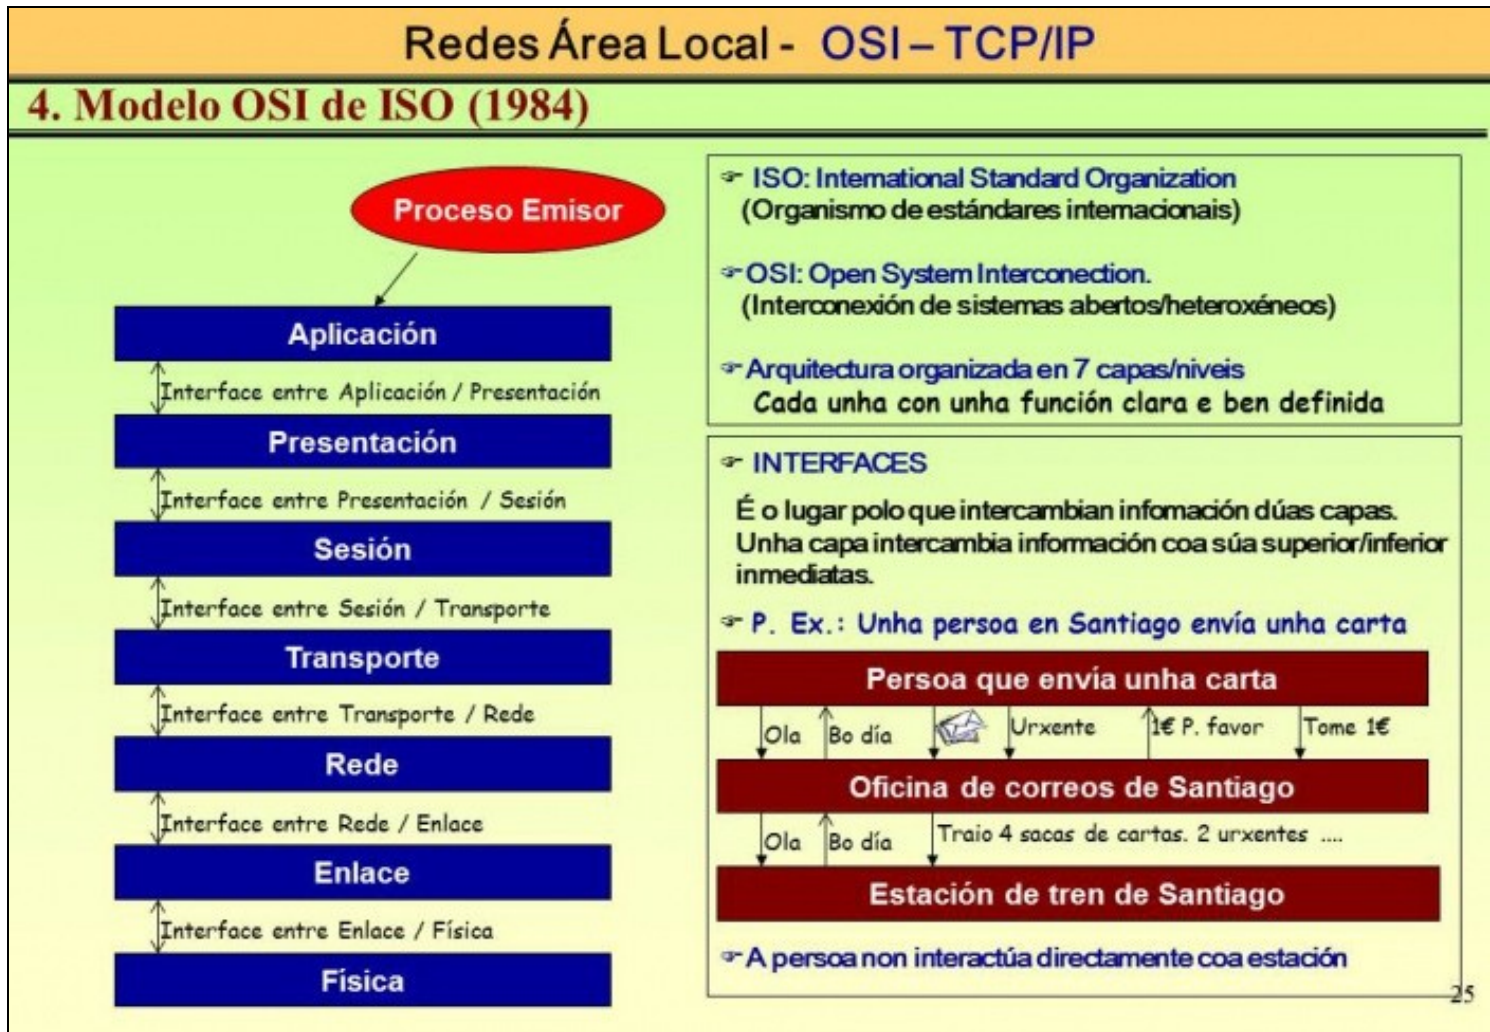 Redes Área Local - OSI – TCP/IP
4. Modelo OSI de ISO (1984)
Proceso Emisor
Aplicación
Interface entre Aplicación / Presentación
Presentación
Interface entre Presentación / Sesión
Sesión
Interface entre Sesión / Transporte
Transporte
Interface entre Transporte / Rede
Rede
Interface entre Rede / Enlace
Enlace
Interface entre Enlace / Física
Física
☞ ISO: International Standard Organization
(Organismo de estándares internacionais)
☞ OSI: Open System Interconection.
(Interconexión de sistemas abertos/heteroxéneos)
☞ Arquitectura organizada en 7 capas/niveis
Cada unha con unha función clara e ben definida
☞ INTERFACES
É o lugar polo que intercambian infomación dúas capas.
Unha capa intercambia información coa súa superior/inferior
inmediatas.
☞ P. Ex.: Unha persoa en Santiago envía unha carta
Persoa que envía unha carta
Ola Bo día Urxente 1€ P. favor Tome 1€
Oficina de correos de Santiago
Ola Bo día Traio 4 sacas de cartas. 2 urxentes ....
Estación de tren de Santiago
☞ A persoa non interactúa directamente coa estación
25